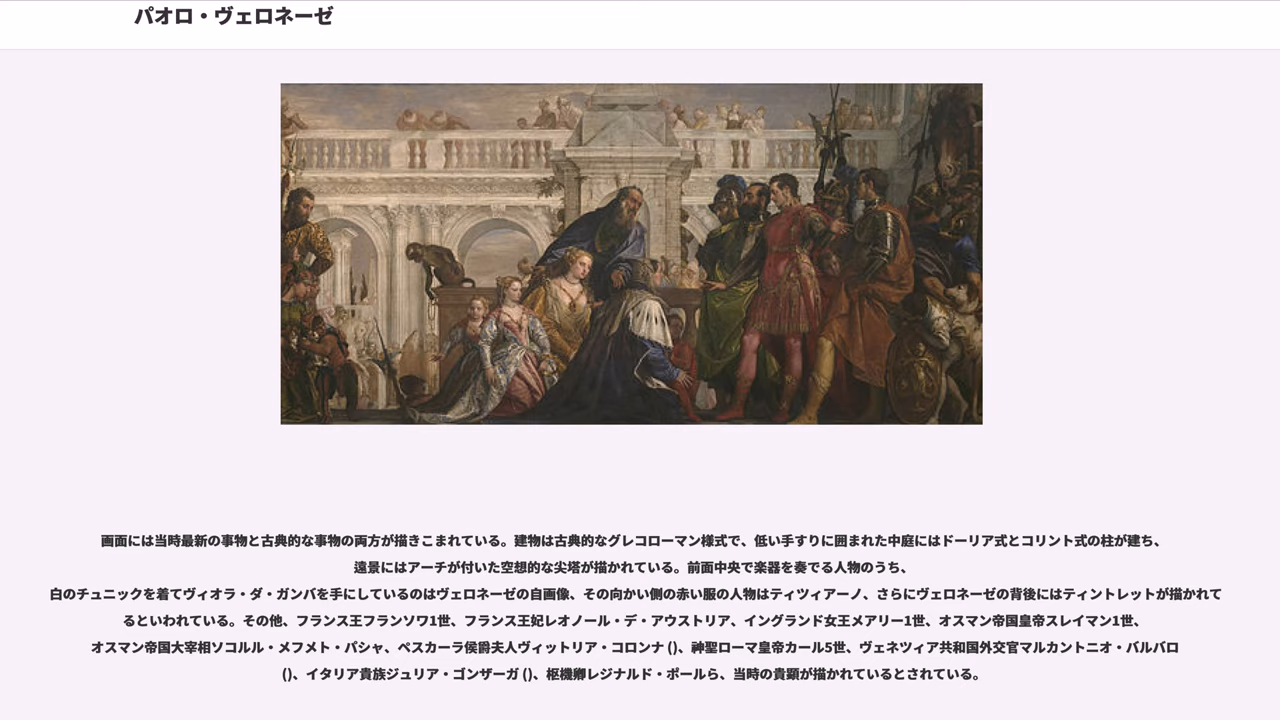 パオロ・ヴェロネーゼ
画面には当時最新の事物と古典的な事物の両方が描きこまれている。建物は古典的なグレコローマン様式で、低い手すりに囲まれた中庭にはドーリア式とコリント式の柱が建ち、
遠景にはアーチが付いた空想的な尖塔が描かれている。前面中央で楽器を奏でる人物のうち、
白のチュニックを着てヴィオラ・ダ・ガンバを手にしているのはヴェロネーゼの自画像、その向かい側の赤い服の人物はティツィアーノ、さらにヴェロネーゼの背後にはティントレットが描かれて
るといわれている。その他、フランス王フランソワ1世、フランス王妃レオノール・デ・アウストリア、イングランド女王メアリー1世、オスマン帝国皇帝スレイマン1世、
オスマン帝国大宰相ソコルル・メフメト・パシャ、ペスカーラ侯爵夫人ヴィットリア・コロンナ ()、神聖ローマ皇帝カール5世、ヴェネツィア共和国外交官マルカントニオ・バルバロ
()、イタリア貴族ジュリア・ゴンザーガ ()、枢機卿レジナルド・ポールら、当時の貴顕が描かれているとされている。